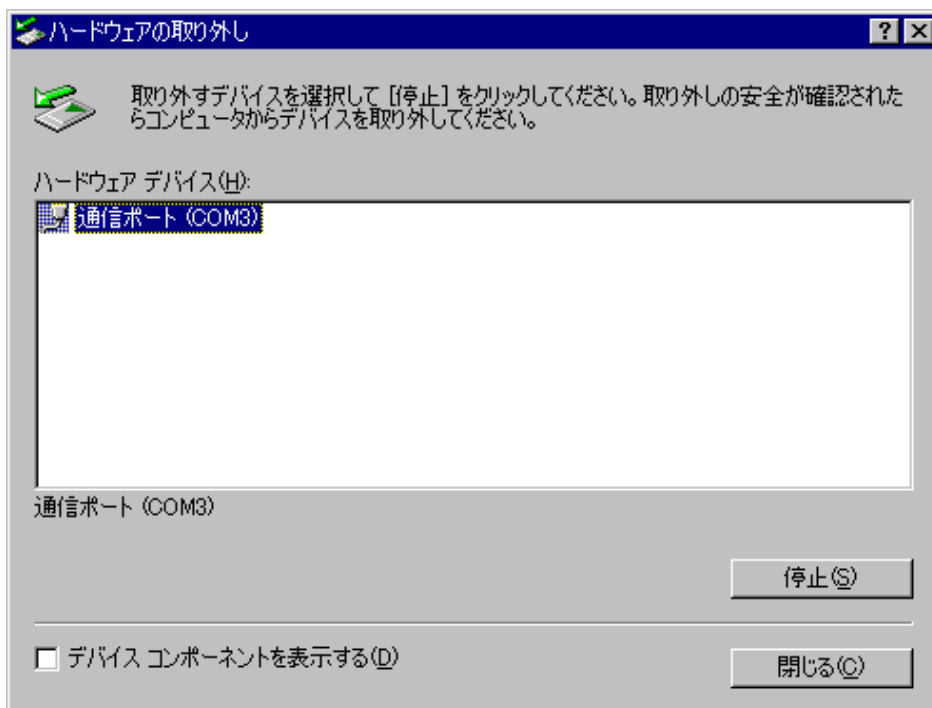 ハードウェアの取り外し
取り外すデバイスを選択して [停止] をクリックしてください。取り外しの安全が確認された
らコンピュータからデバイスを取り外してください。
ハードウェア デバイス(H):
通信ポート (COM3)
通信ポート (COM3)
停止(S)
デバイス コンポーネントを表示する(D)
閉じる(C)